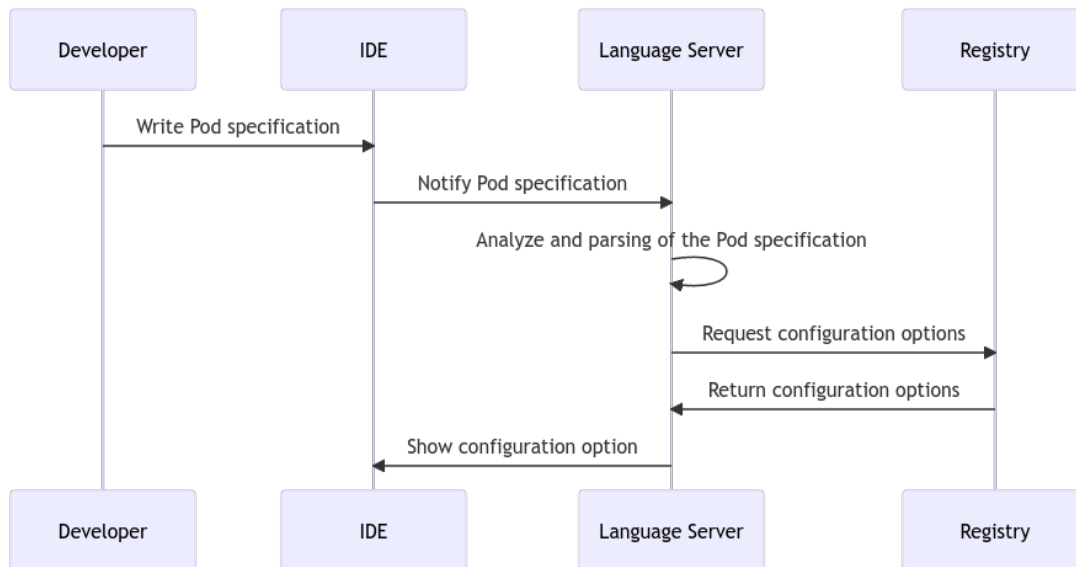 Developer
IDE
Language Server
Registry
Write Pod specification
Notify Pod specification
Analyze and parsing of the Pod specification
Request configuration options
Return configuration options
Show configuration option
Developer
IDE
Language Server
Registry